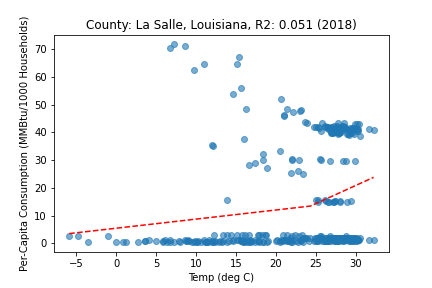 County: La Salle, Louisiana, R2: 0.051 (2018)
Per-Capita Consumption (MMBtu/1000 Households)
70
60
50
40
30
20
10
0
−5 0 5 10 15 20 25 30
Temp (deg C)